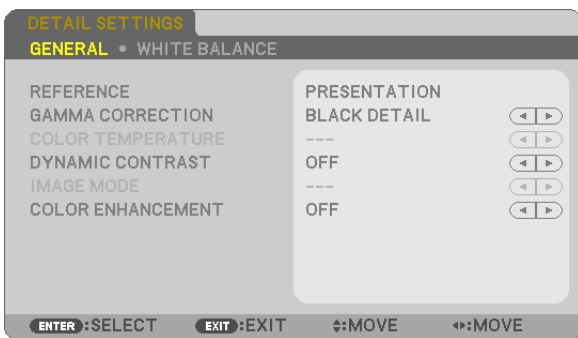 DETAIL SETTINGS
GENERAL • WHITE BALANCE
REFERENCE PRESENTATION
GAMMA CORRECTION BLACK DETAIL
COLOR TEMPERATURE ---
DYNAMIC CONTRAST OFF
IMAGE MODE ---
COLOR ENHANCEMENT OFF
ENTER :SELECT EXIT :EXIT :MOVE :MOVE